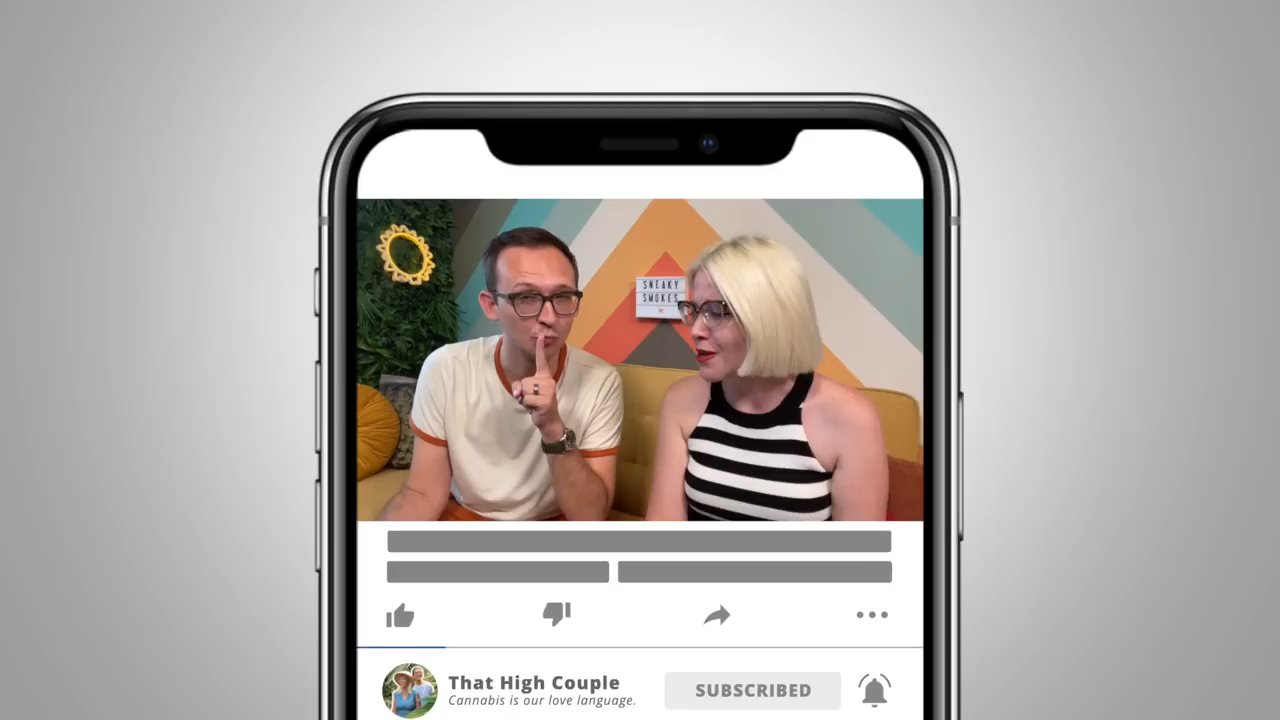 SNEAKY
SMOKES
That High Couple
Cannabis is our love language.
SUBSCRIBED